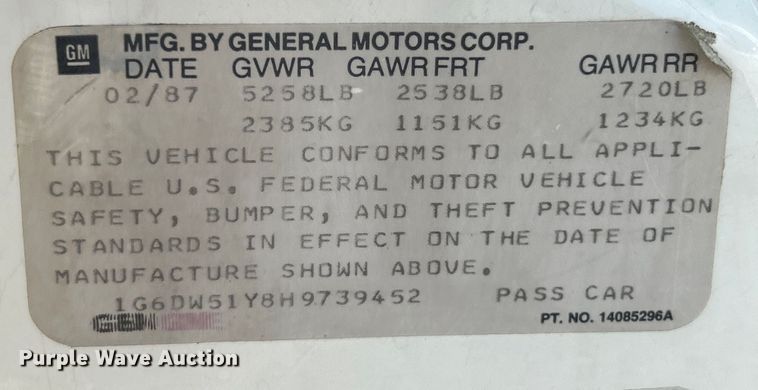 GM MFG. BY GENERAL MOTORS CORP.
DATE GVWR GAWR FRT GAWR RR
02/87 5258LB 2538LB 2720LB
2385KG 1151KG 1234KG
THIS VEHICLE CONFORMS TO ALL APPLI-
CABLE U.S. FEDERAL MOTOR VEHICLE
SAFETY, BUMPER, AND THEFT PREVENTION
STANDARDS IN EFFECT ON THE DATE OF
MANUFACTURE SHOWN ABOVE.
1G6DW51Y8H9739452 PASS CAR
PT. NO. 14085296A
Purple Wave Auction